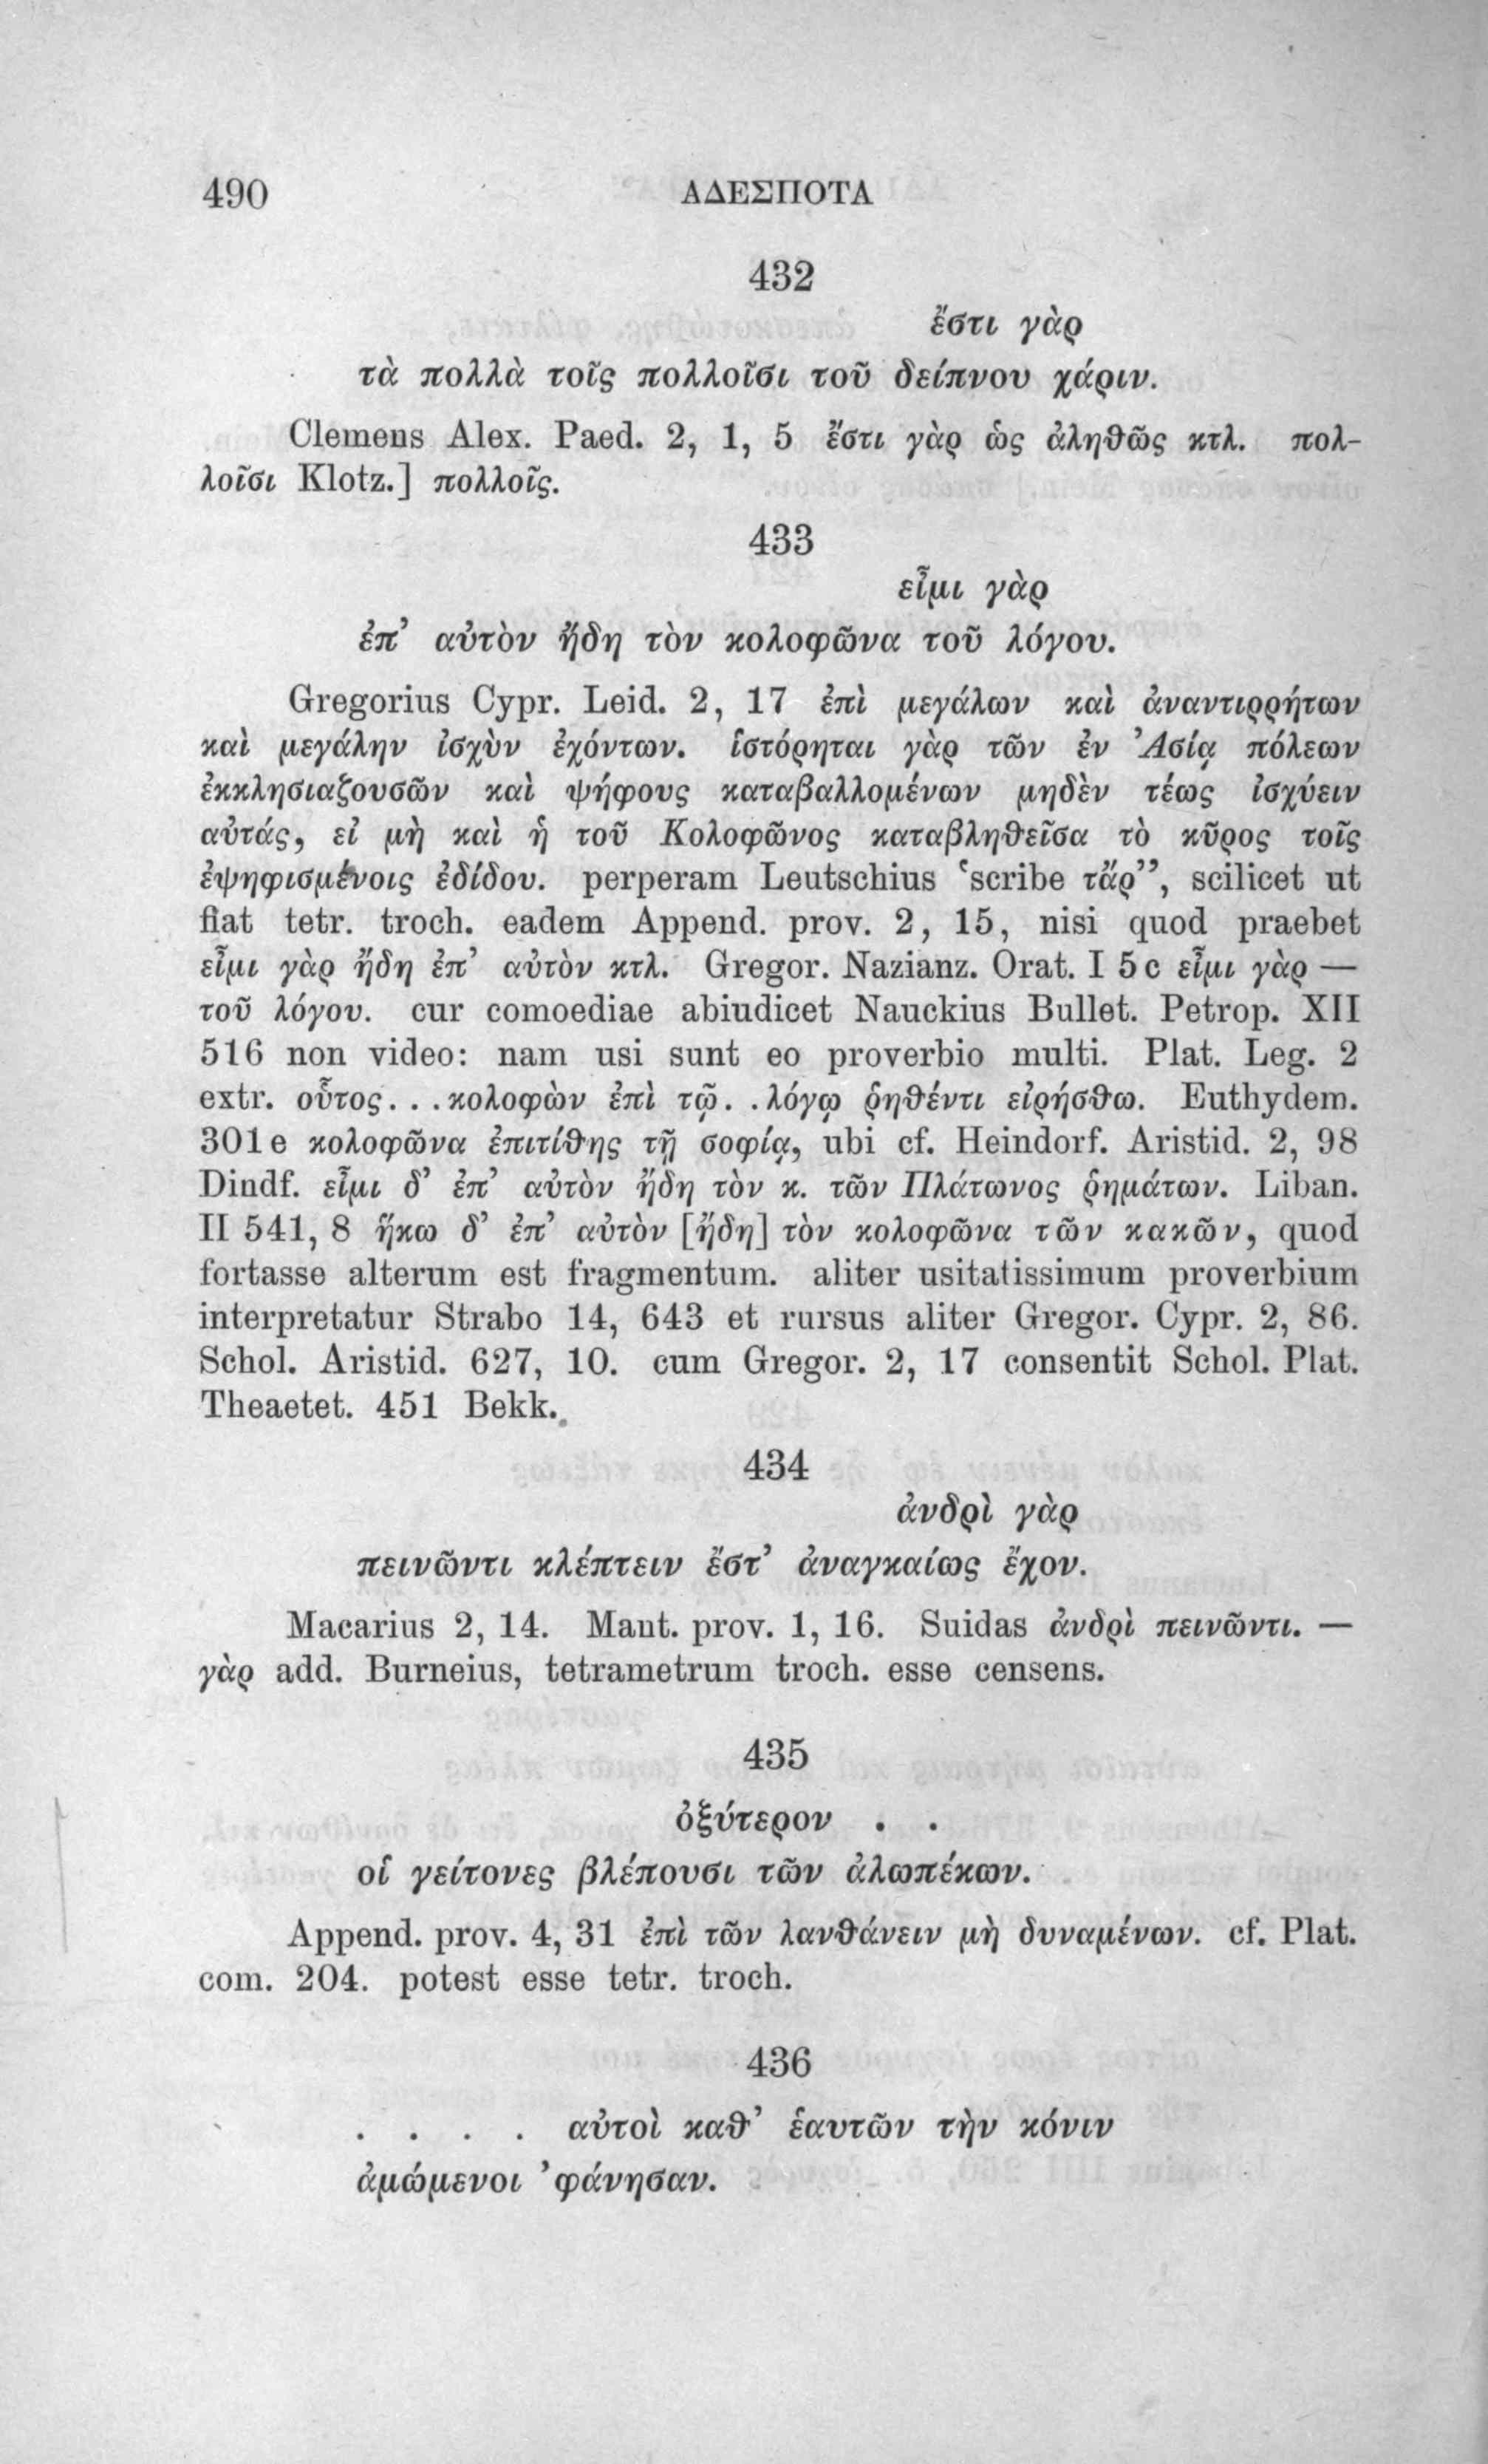 490 ΑΔΕΣΠΟΤΑ
432
ἔστι γὰρ
τὰ πολλὰ τοῖς πολλοῖσι τοῦ δείπνου χάριν.
Clemens Alex. Paed. 2, 1, 5 ἔστι γὰρ ὡς ἀληθῶς κτλ. πολ-
λοῖσι Klotz.] πολλοῖς.
433
εἶμι γὰρ
ἐπ’ αὐτὸν ἤδη τὸν κολοφῶνα τοῦ λόγου.
Gregorius Cypr. Leid. 2, 17 ἐπὶ μεγάλων καὶ ἀναντιρρήτων
καὶ μεγάλην ἰσχὺν ἐχόντων. ἱστόρηται γὰρ τῶν ἐν Ἀσίᾳ πόλεων
ἐκκλησιαζουσῶν καὶ ψήφους καταβαλλομένων μηδὲν τέως ἰσχύειν
αὐτάς, εἰ μὴ καὶ ἡ τοῦ Κολοφῶνος καταβληθεῖσα τὸ κῦρος τοῖς
ἐψηφισμένοις ἐδίδου. perperam Leutschius ‘scribe τἄρ’’, scilicet ut
fiat tetr. troch. eadem Append. prov. 2, 15, nisi quod praebet
εἶμι γὰρ ἤδη ἐπ’ αὐτὸν κτλ. Gregor. Nazianz. Orat. I 5 c εἶμι γὰρ —
τοῦ λόγου. cur comoediae abiudicet Nauckius Bullet. Petrop. XII
516 non video: nam usi sunt eo proverbio multi. Plat. Leg. 2
extr. οὗτος. . .κολοφὼν ἐπὶ τῷ. .λόγῳ ῥηθέντι εἰρήσθω. Euthydem.
301 e κολοφῶνα ἐπιτίθης τῇ σοφίᾳ, ubi cf. Heindorf. Aristid. 2, 98
Dindf. εἶμι δ’ ἐπ’ αὐτὸν ἤδη τὸν κ. τῶν Πλάτωνος ῥημάτων. Liban.
II 541, 8 ἥκω δ’ ἐπ’ αὐτὸν [ἤδη] τὸν κολοφῶνα τῶν κακῶν, quod
fortasse alterum est fragmentum. aliter usitatissimum proverbium
interpretatur Strabo 14, 643 et rursus aliter Gregor. Cypr. 2, 86.
Schol. Aristid. 627, 10. cum Gregor. 2, 17 consentit Schol. Plat.
Theaetet. 451 Bekk.
434
ἀνδρὶ γὰρ
πεινῶντι κλέπτειν ἔστ’ ἀναγκαίως ἔχον.
Macarius 2, 14. Mant. prov. 1, 16. Suidas ἀνδρὶ πεινῶντι. —
γὰρ add. Burneius, tetrametrum troch. esse censens.
435
ὀξύτερον . .
οἱ γείτονες βλέπουσι τῶν ἀλωπέκων.
Append. prov. 4, 31 ἐπὶ τῶν λανθάνειν μὴ δυναμένων. cf. Plat.
com. 204. potest esse tetr. troch.
436
. . . . αὐτοὶ καθ’ ἑαυτῶν τὴν κόνιν
ἀμώμενοι ’φάνησαν.